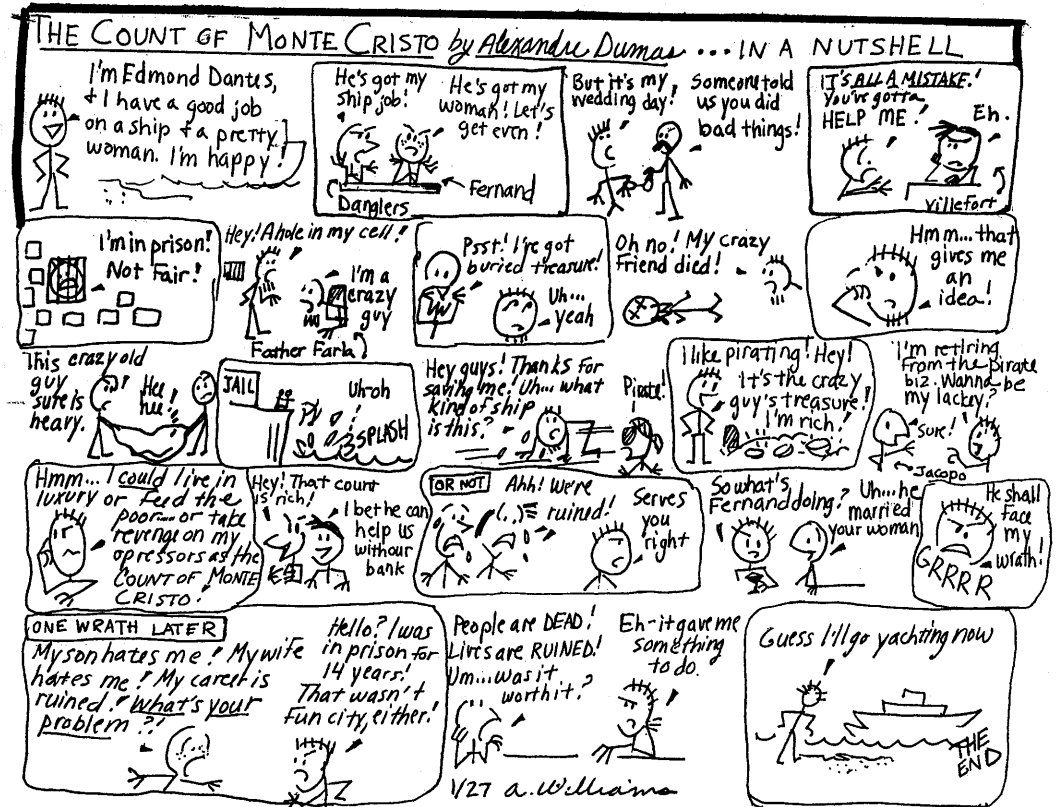 THE COUNT OF MONTE CRISTO by Alexandre Dumas ... IN A NUTSHELL
I'm Edmond Dantes,
& I have a good job
on a ship & a pretty
woman. I'm happy!
He's got my
ship job!
He's got my
woman! Let's
get even!
Fernand
Danglers
But it's my
wedding day!
Someone told
us you did
bad things!
IT'S ALL A MISTAKE!
You've gotta
HELP ME!
Eh.
Villefort
I'm in prison!
Not Fair!
Hey! A hole in my cell!
I'm a
crazy
guy
Father Faria
Psst! I've got
buried treasure!
Uh...
yeah
Oh no! My crazy
friend died!
Hmm...that
gives me
an
idea!
This crazy old
guy
sure is
heavy.
Hee
hee!
JAIL
Uh-oh
SPLASH
Hey guys! Thanks for
saving me! Uh... what
kind of ship
is this?
Pirate!
I like pirating! Hey!
It's the crazy
guy's treasure!
I'm rich!
I'm retiring
from the pirate
biz. Wanna be
my lackey?
Sure!
Jacopo
Hmm... I could live in
luxury or feed the
poor.... or take
revenge on my
opressors as the
COUNT OF MONTE
CRISTO!
Hey! That count
is rich!
I bet he can
help us
with our
bank
OR NOT
Ahh! We're
ruined!
Serves
you
right
So what's
Fernand doing?
Uh...he
married
your woman
He shall
face
my
wrath!
GRRRR
ONE WRATH LATER
My son hates me! My wife
hates me! My career is
ruined! What's your
problem?!
Hello? I was
in prison for
14 years!
That wasn't
fun city, either!
People are DEAD!
Lives are RUINED!
Um...was it
worth it?
Eh-it gave me
something
to do.
Guess I'll go yachting now
THE
END
1/27 a. Williams